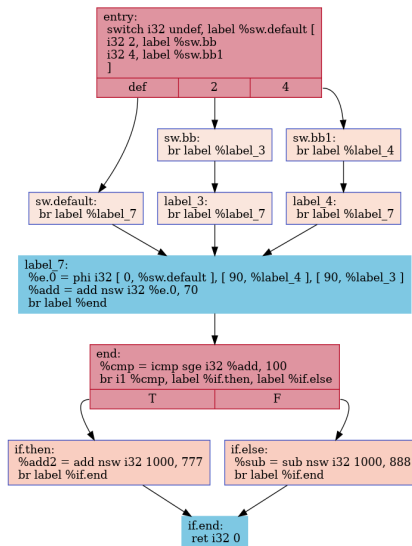 entry:
switch i32 undef, label %sw.default [
i32 2, label %sw.bb
i32 4, label %sw.bb1
]
def 2 4
sw.bb:
br label %label_3
sw.bb1:
br label %label_4
sw.default:
br label %label_7
label_3:
br label %label_7
label_4:
br label %label_7
label_7:
%e.0 = phi i32 [ 0, %sw.default ], [ 90, %label_4 ], [ 90, %label_3 ]
%add = add nsw i32 %e.0, 70
br label %end
end:
%cmp = icmp sge i32 %add, 100
br i1 %cmp, label %if.then, label %if.else
T F
if.then:
%add2 = add nsw i32 1000, 777
br label %if.end
if.else:
%sub = sub nsw i32 1000, 888
br label %if.end
if.end:
ret i32 0